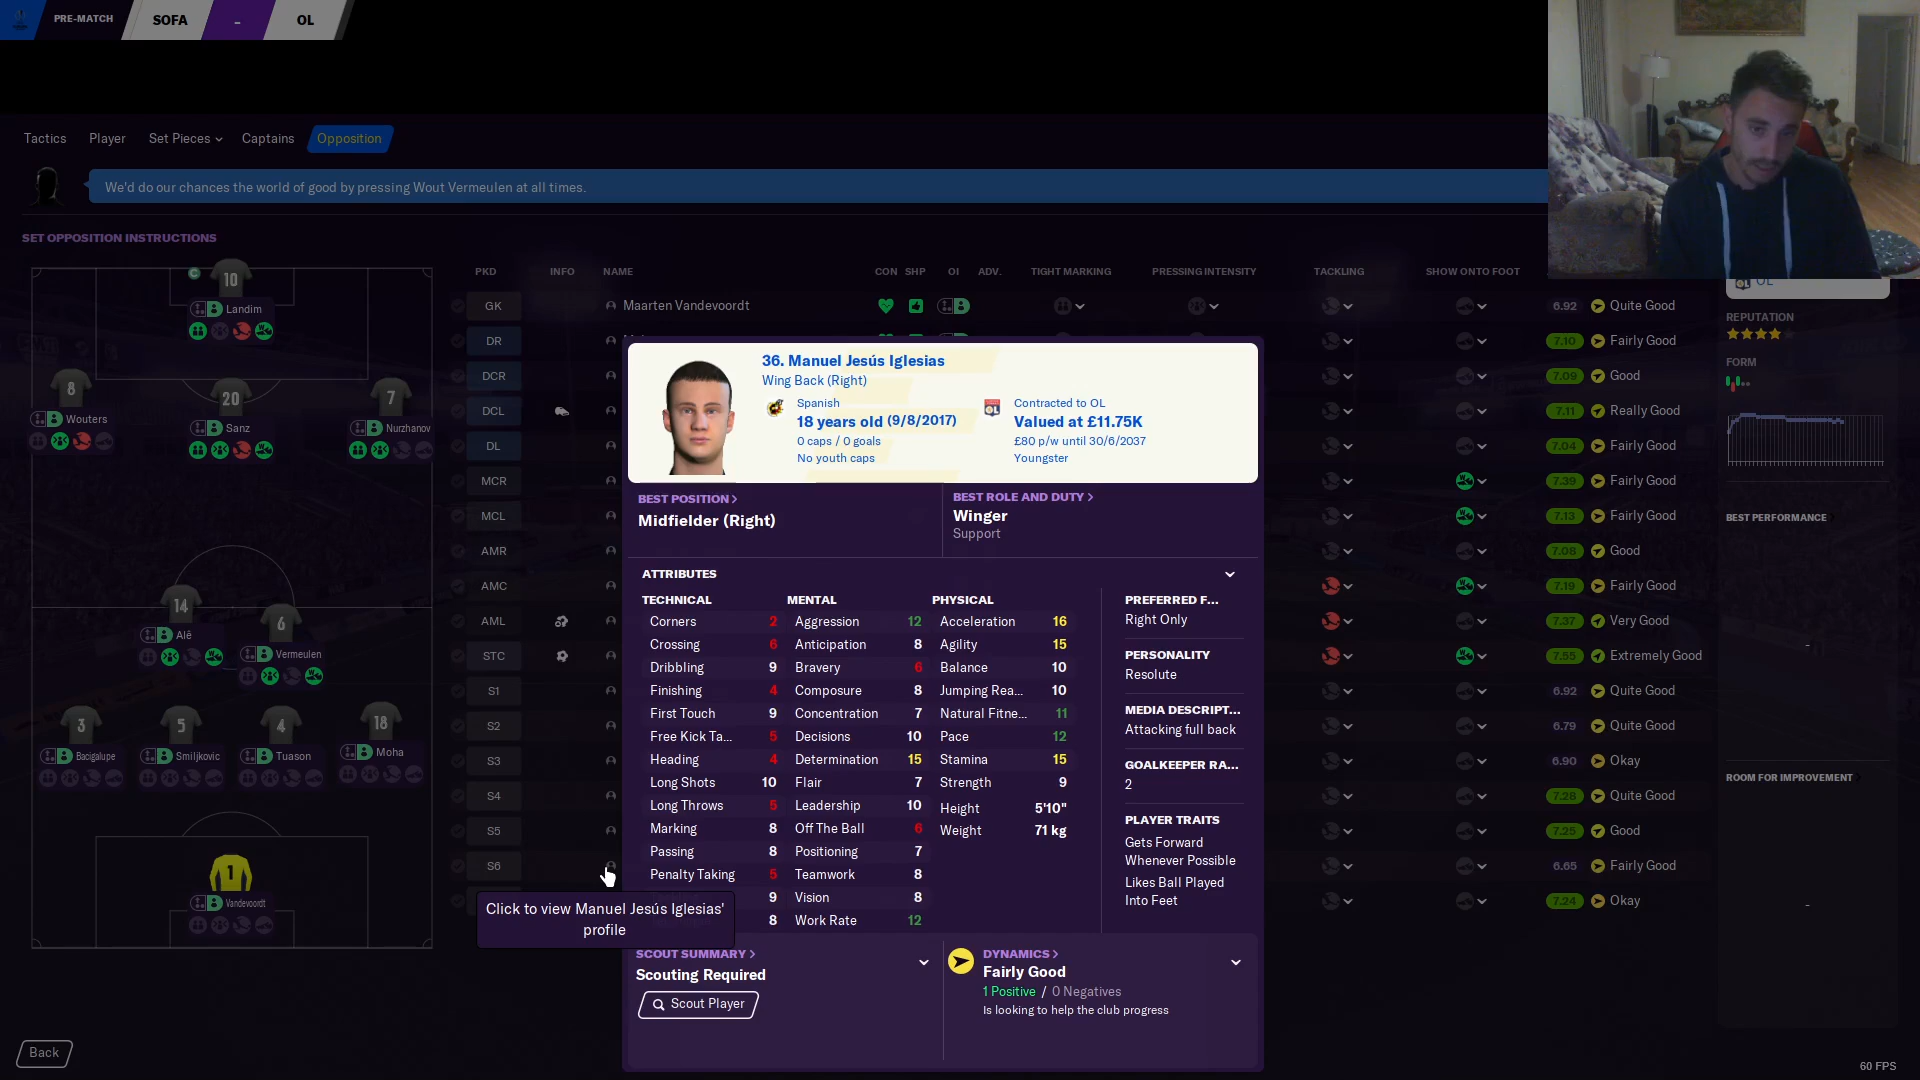 PRE-MATCH
SOFA
-
OL
Tactics
Player
Set Pieces
Captains
Opposition
We'd do our chances the world of good by pressing Wout Vermeulen at all times.
SET OPPOSITION INSTRUCTIONS
PKD
INFO
NAME
CON
SHP
OI
ADV.
TIGHT MARKING
PRESSING INTENSITY
TACKLING
SHOW ONTO FOOT
C
10
Landim
8
Wouters
20
Sanz
7
Nurzhanov
14
Alê
6
Vermeulen
3
Bacigalupe
5
Smiljkovic
4
Tuason
18
Moha
1
Vandevoordt
GK
Maarten Vandevoordt
6.92
Quite Good
DR
7.10
Fairly Good
DCR
7.09
Good
DCL
7.11
Really Good
DL
7.04
Fairly Good
MCR
7.39
Fairly Good
MCL
7.13
Fairly Good
AMR
7.08
Good
AMC
7.19
Fairly Good
AML
7.37
Very Good
STC
7.55
Extremely Good
S1
6.92
Quite Good
S2
6.79
Quite Good
S3
6.90
Okay
S4
7.28
Quite Good
S5
7.25
Good
S6
6.65
Fairly Good
7.24
Okay
36. Manuel Jesús Iglesias
Wing Back (Right)
Spanish
18 years old (9/8/2017)
0 caps / 0 goals
No youth caps
Contracted to OL
Valued at £11.75K
£80 p/w until 30/6/2037
Youngster
BEST POSITION >
Midfielder (Right)
BEST ROLE AND DUTY >
Winger
Support
ATTRIBUTES
TECHNICAL
Corners 2
Crossing 6
Dribbling 9
Finishing 4
First Touch 9
Free Kick Ta... 5
Heading 4
Long Shots 10
Long Throws 5
Marking 8
Passing 8
Penalty Taking 5
9
8
MENTAL
Aggression 12
Anticipation 8
Bravery 6
Composure 8
Concentration 7
Decisions 10
Determination 15
Flair 7
Leadership 10
Off The Ball 6
Positioning 7
Teamwork 8
Vision 8
Work Rate 12
PHYSICAL
Acceleration 16
Agility 15
Balance 10
Jumping Rea... 10
Natural Fitne... 11
Pace 12
Stamina 15
Strength 9
Height 5'10"
Weight 71 kg
PREFERRED F...
Right Only
PERSONALITY
Resolute
MEDIA DESCRIPT...
Attacking full back
GOALKEEPER RA...
2
PLAYER TRAITS
Gets Forward
Whenever Possible
Likes Ball Played
Into Feet
Click to view Manuel Jesús Iglesias'
profile
SCOUT SUMMARY >
Scouting Required
Scout Player
DYNAMICS >
Fairly Good
1 Positive / 0 Negatives
Is looking to help the club progress
OL
REPUTATION
FORM
BEST PERFORMANCE
-
ROOM FOR IMPROVEMENT
-
Back
60 FPS